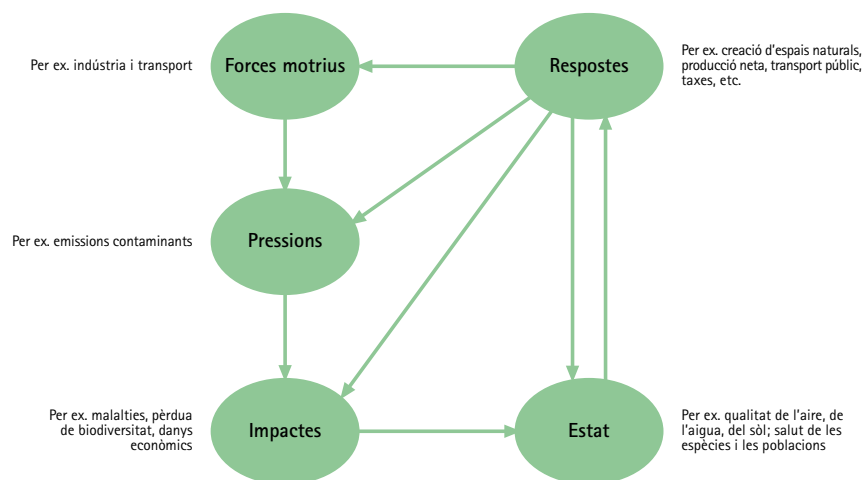 Per ex. indústria i transport
Forces motrius
Respostes
Per ex. creació d'espais naturals,
producció neta, transport públic,
taxes, etc.
Per ex. emissions contaminants
Pressions
Per ex. malalties, pèrdua
de biodiversitat, danys
econòmics
Impactes
Estat
Per ex. qualitat de l'aire, de
l'aigua, del sòl; salut de les
espècies i les poblacions